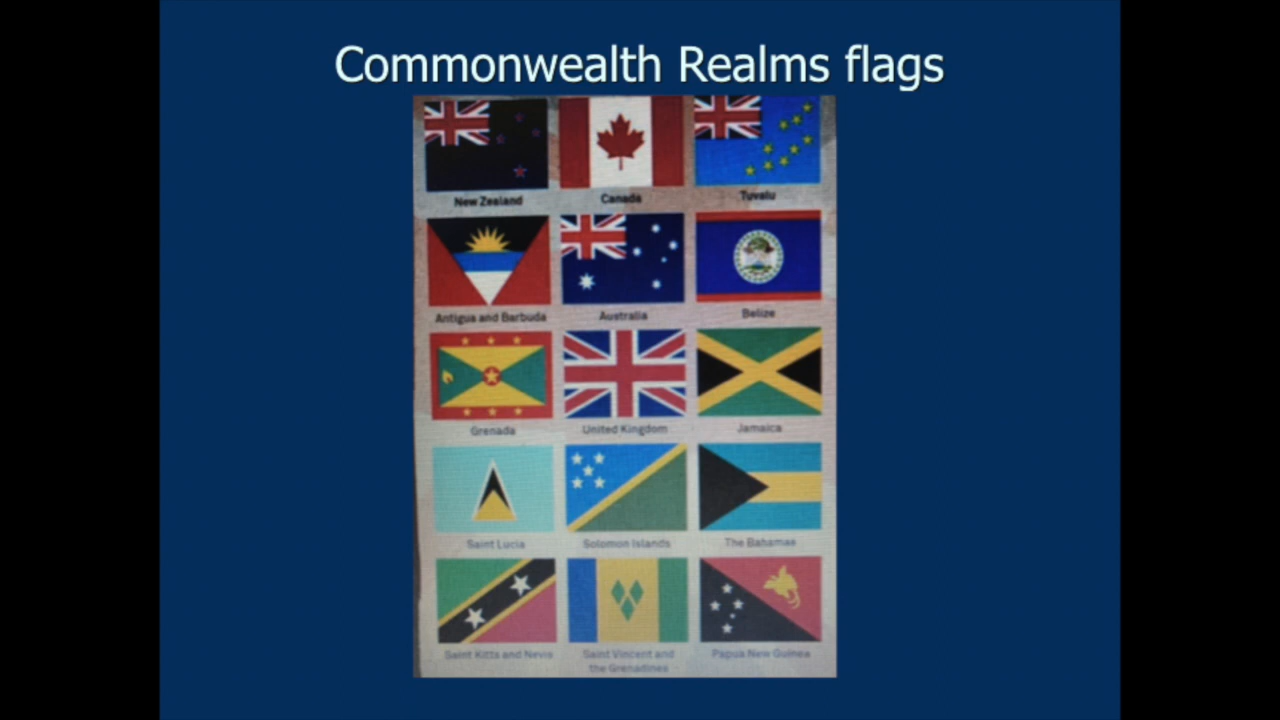 Commonwealth Realms flags
New Zealand Canada Tuvalu
Antigua and Barbuda Australia Belize
Grenada United Kingdom Jamaica
Saint Lucia Solomon Islands The Bahamas
Saint Kitts and Nevis Saint Vincent and Papua New Guinea
the Grenadines